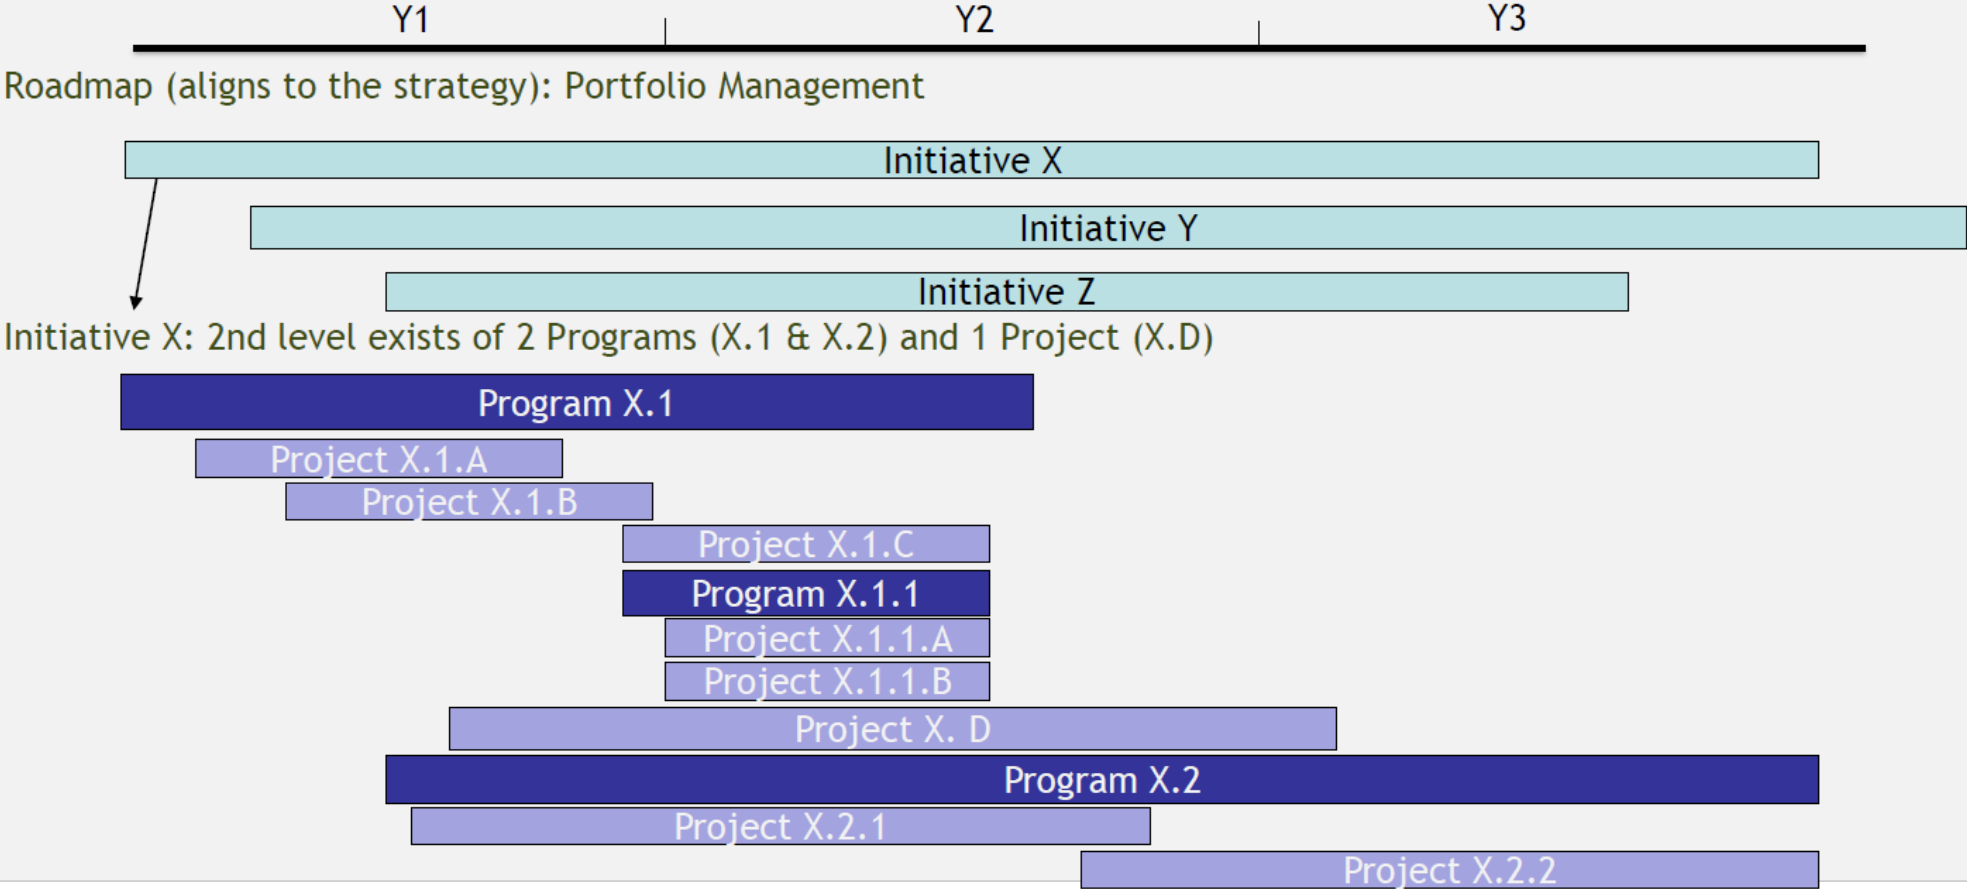 Y1 Y2 Y3
Roadmap (aligns to the strategy): Portfolio Management
Initiative X
Initiative Y
Initiative Z
Initiative X: 2nd level exists of 2 Programs (X.1 & X.2) and 1 Project (X.D)
Program X.1
Project X.1.A
Project X.1.B
Project X.1.C
Program X.1.1
Project X.1.1.A
Project X.1.1.B
Project X. D
Program X.2
Project X.2.1
Project X.2.2